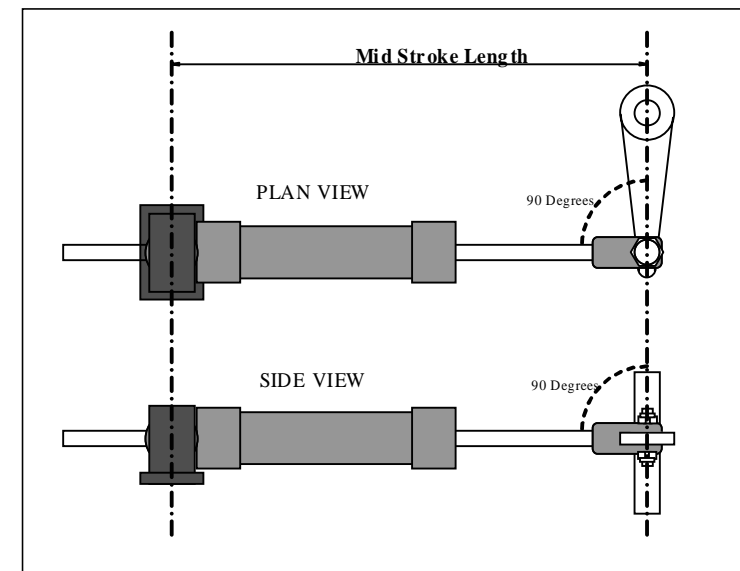 Mid Stroke Length
PLAN VIEW
90 Degrees
SIDE VIEW
90 Degrees